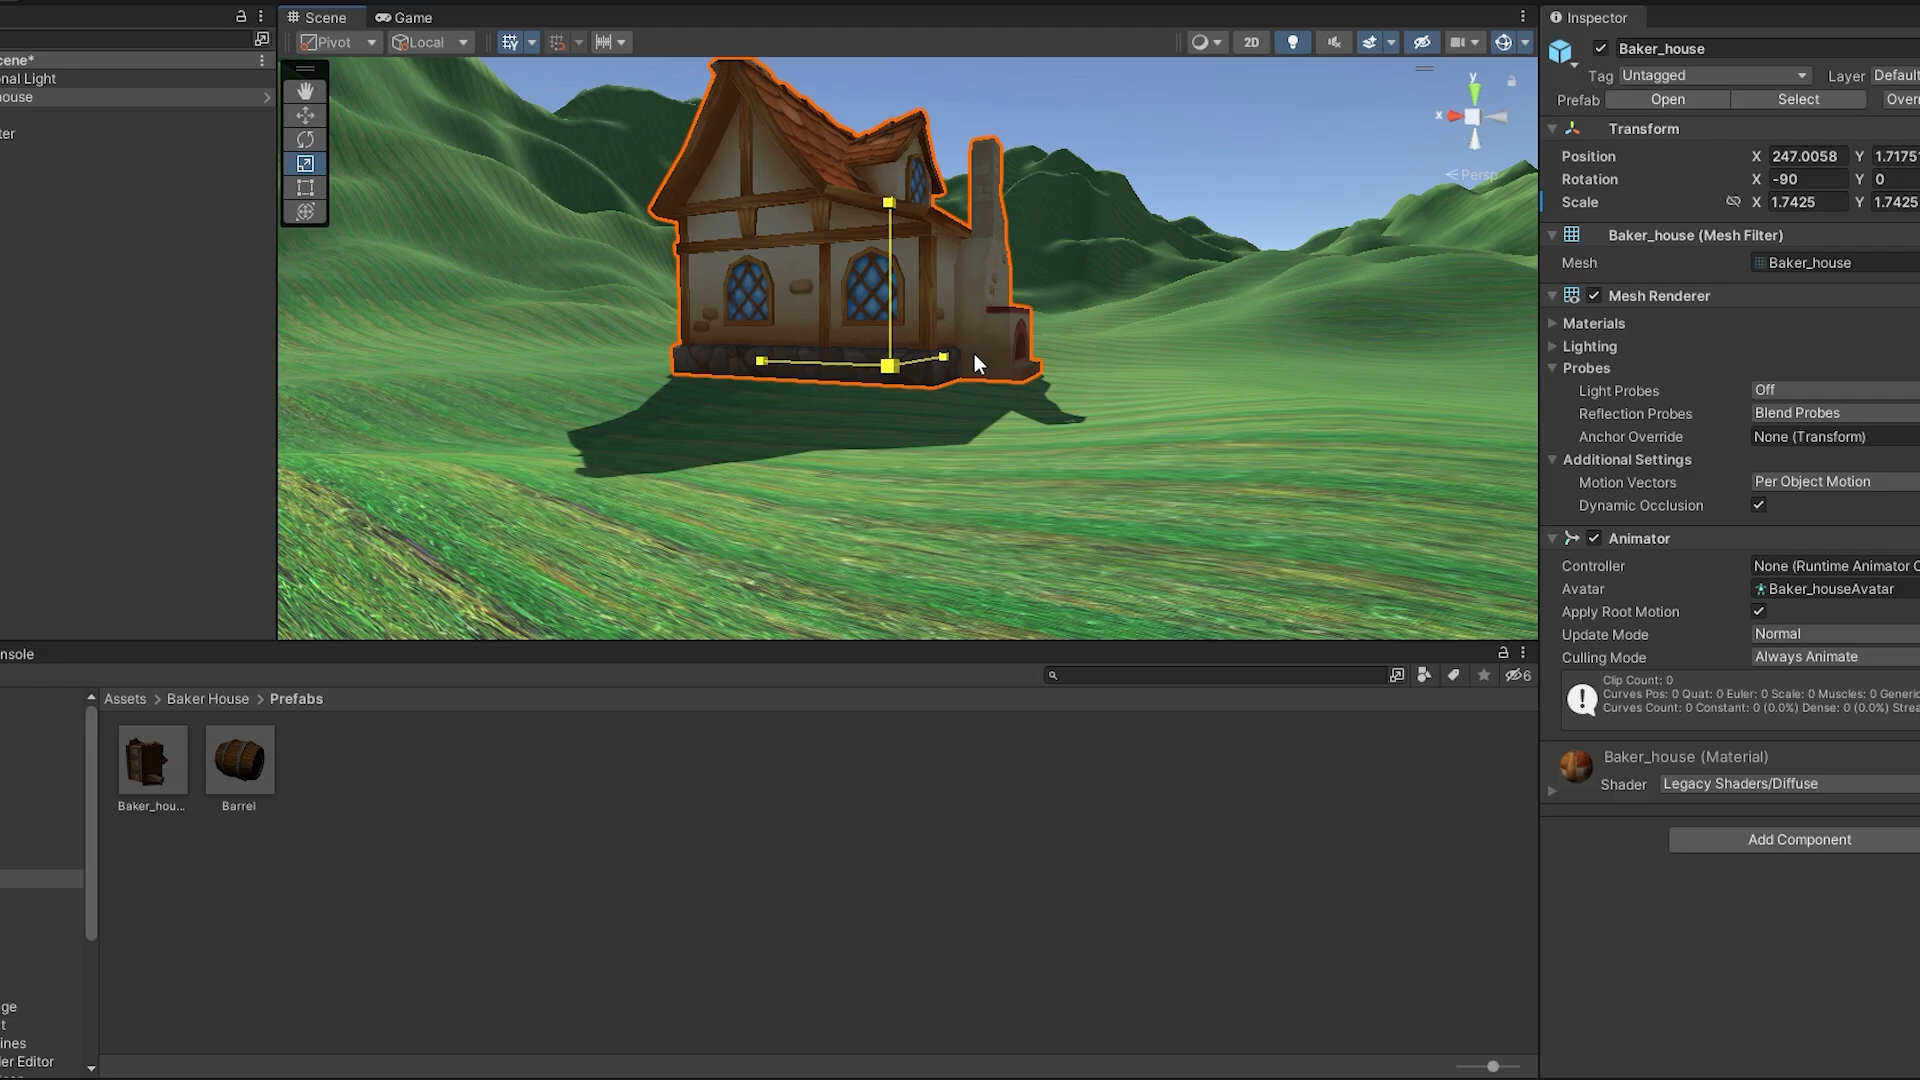 Scene
Game
Inspector
Pivot
Local
2D
Baker_house
cene*
onal Light
house
ter
y
x
Persp
Tag Untagged Layer Default
Prefab Open Select Over
Transform
Position X 247.0058 Y 1.7175
Rotation X -90 Y 0
Scale X 1.7425 Y 1.7425
Baker_house (Mesh Filter)
Mesh Baker_house
Mesh Renderer
Materials
Lighting
Probes
Light Probes Off
Reflection Probes Blend Probes
Anchor Override None (Transform)
Additional Settings
Motion Vectors Per Object Motion
Dynamic Occlusion
Animator
Controller None (Runtime Animator C
Avatar Baker_houseAvatar
Apply Root Motion
Update Mode Normal
Culling Mode Always Animate
Clip Count: 0
Curves Pos: 0 Quat: 0 Euler: 0 Scale: 0 Muscles: 0 Generic
Curves Count: 0 Constant: 0 (0.0%) Dense: 0 (0.0%) Strea
Baker_house (Material)
Shader Legacy Shaders/Diffuse
Add Component
nsole
6
Assets > Baker House > Prefabs
Baker_hou...
Barrel
ge
t
ines
ler Editor